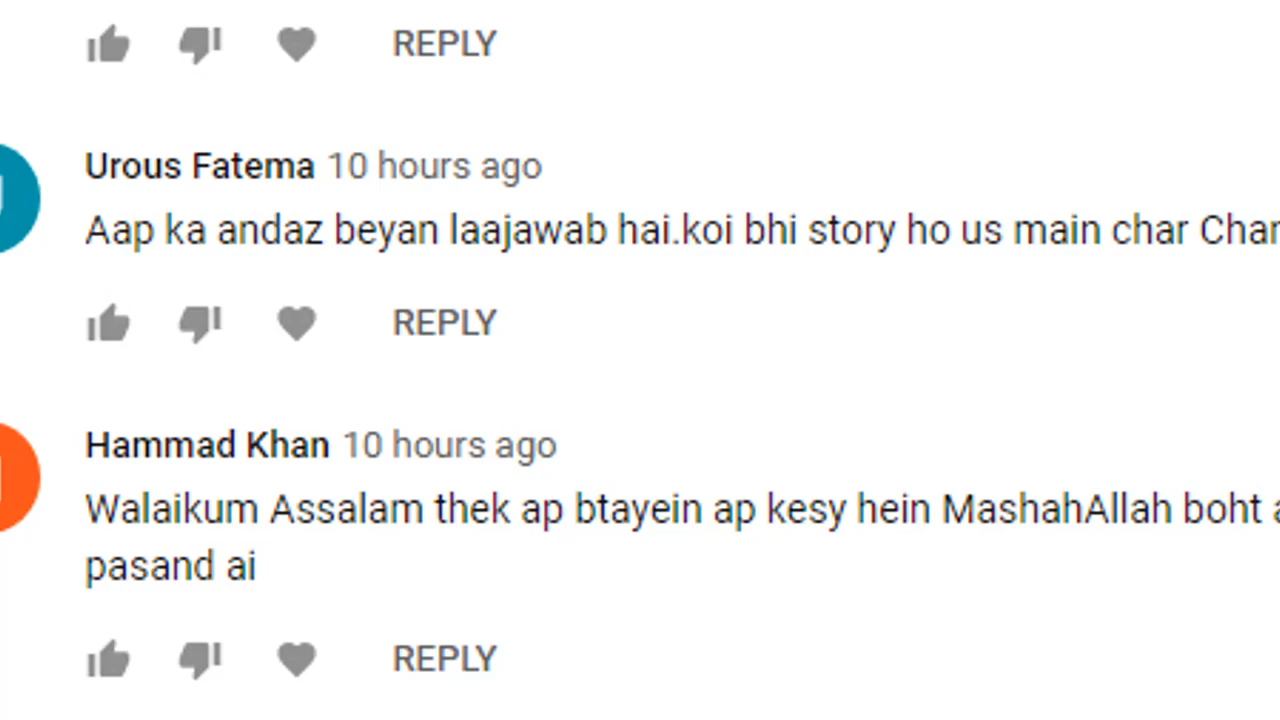 REPLY
Urous Fatema 10 hours ago
Aap ka andaz beyan laajawab hai.koi bhi story ho us main char
REPLY
Hammad Khan 10 hours ago
Walaikum Assalam thek ap btayein ap kesy hein MashahAllah boht
pasand ai
REPLY